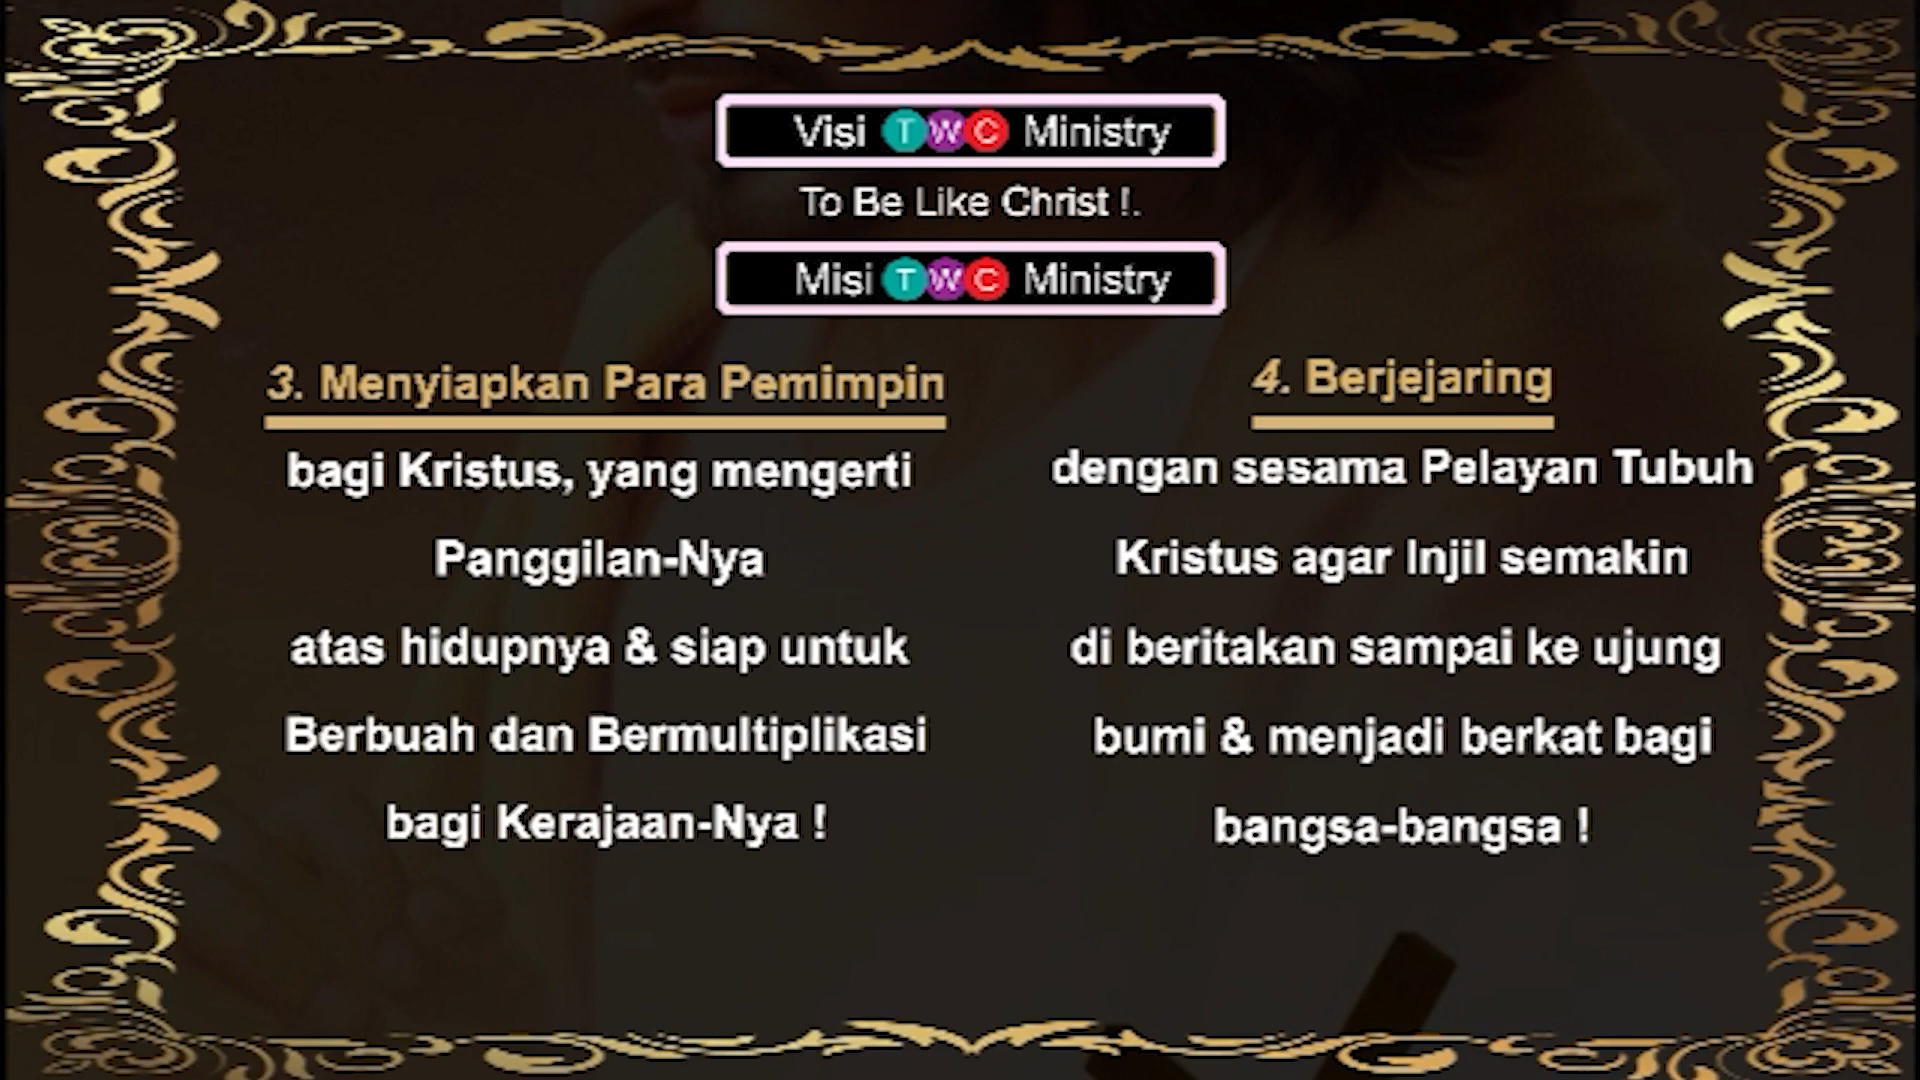 Visi TWC Ministry
To Be Like Christ !.
Misi TWC Ministry
3. Menyiapkan Para Pemimpin
bagi Kristus, yang mengerti
Panggilan-Nya
atas hidupnya & siap untuk
Berbuah dan Bermultiplikasi
bagi Kerajaan-Nya !
4. Berjejaring
dengan sesama Pelayan Tubuh
Kristus agar Injil semakin
di beritakan sampai ke ujung
bumi & menjadi berkat bagi
bangsa-bangsa !